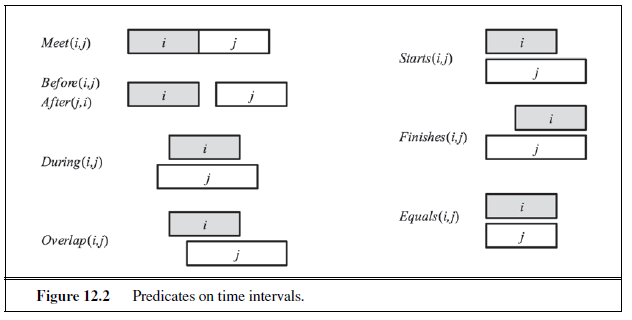 Meet(i,j)
i
j
Before(i,j)
After(j,i)
i
j
During(i,j)
i
j
Overlap(i,j)
i
j
Starts(i,j)
i
j
Finishes(i,j)
i
j
Equals(i,j)
i
j
Figure 12.2 Predicates on time intervals.